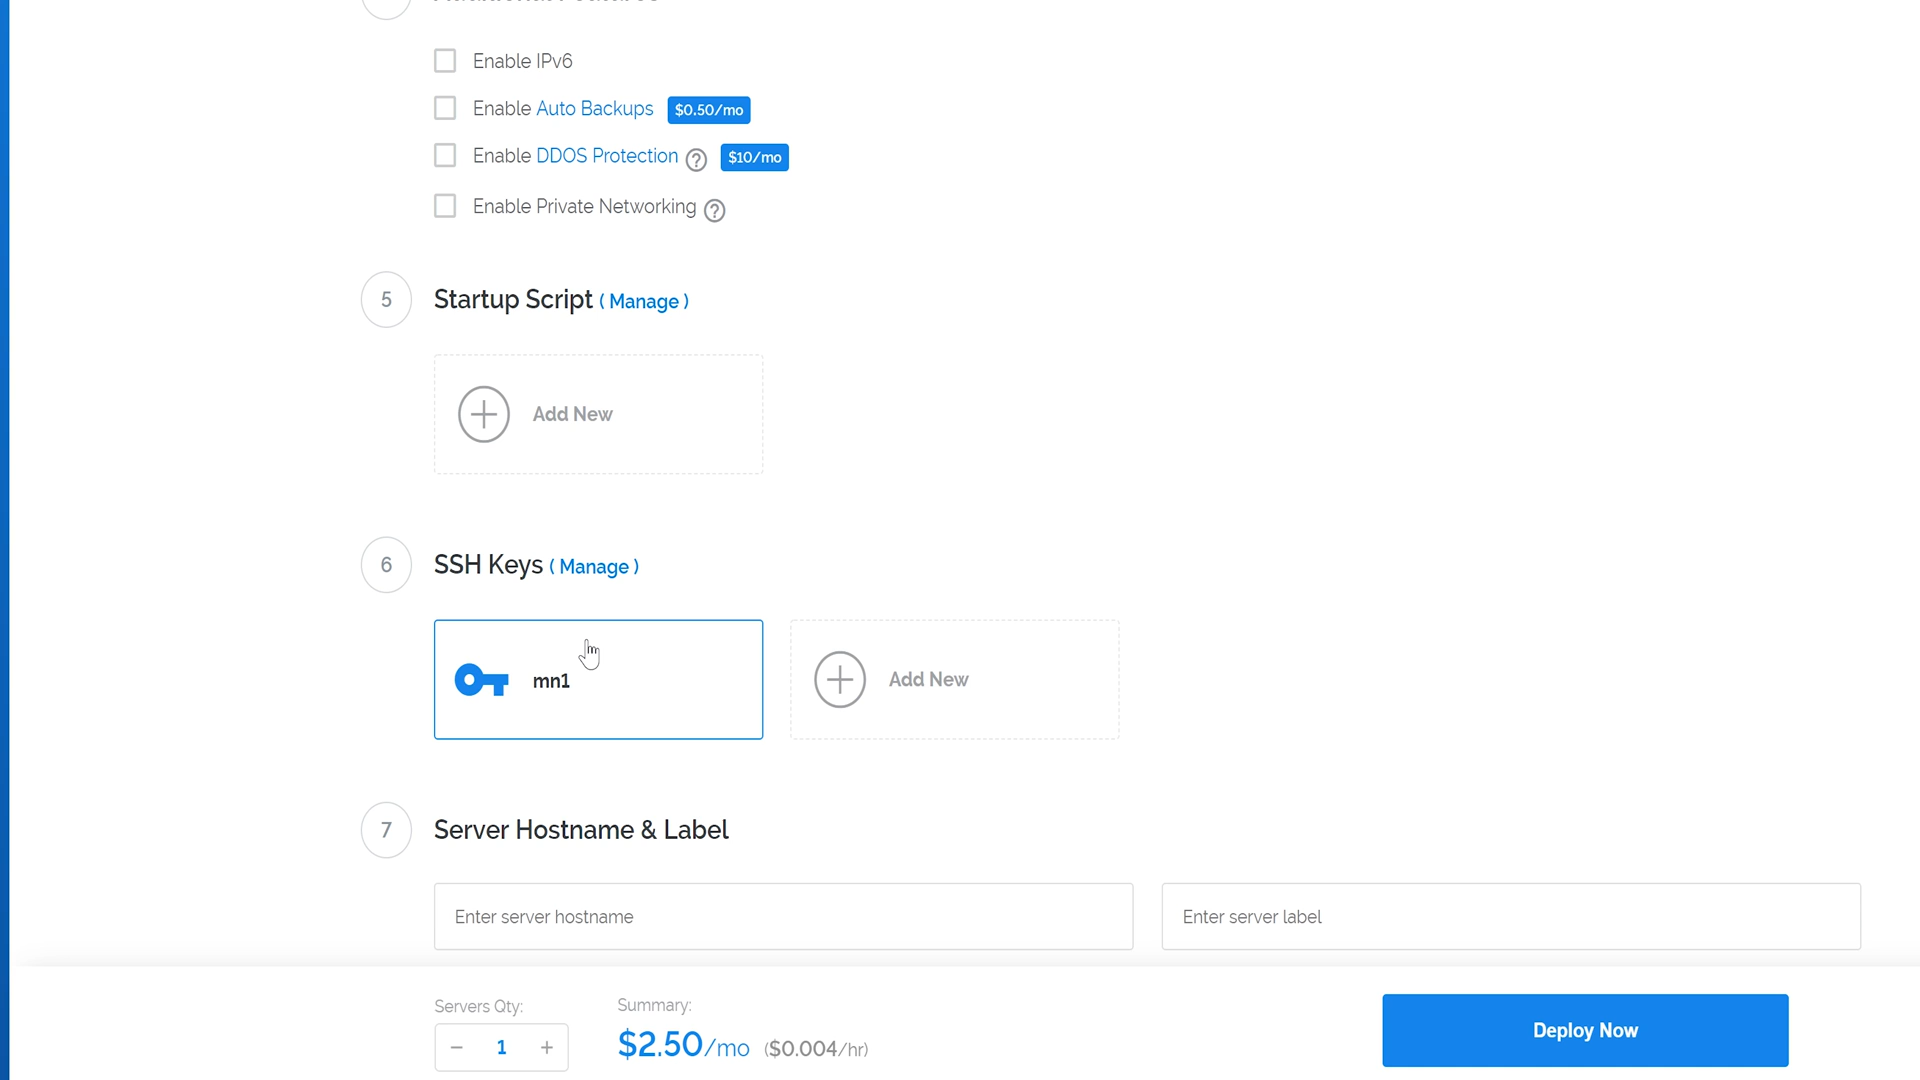 Enable IPv6
Enable Auto Backups $0.50/mo
Enable DDOS Protection ? $10/mo
Enable Private Networking ?
5 Startup Script ( Manage )
Add New
6 SSH Keys ( Manage )
mn1
Add New
7 Server Hostname & Label
Enter server hostname
Enter server label
Servers Qty:
Summary:
− 1 +
$2.50/mo ($0.004/hr)
Deploy Now